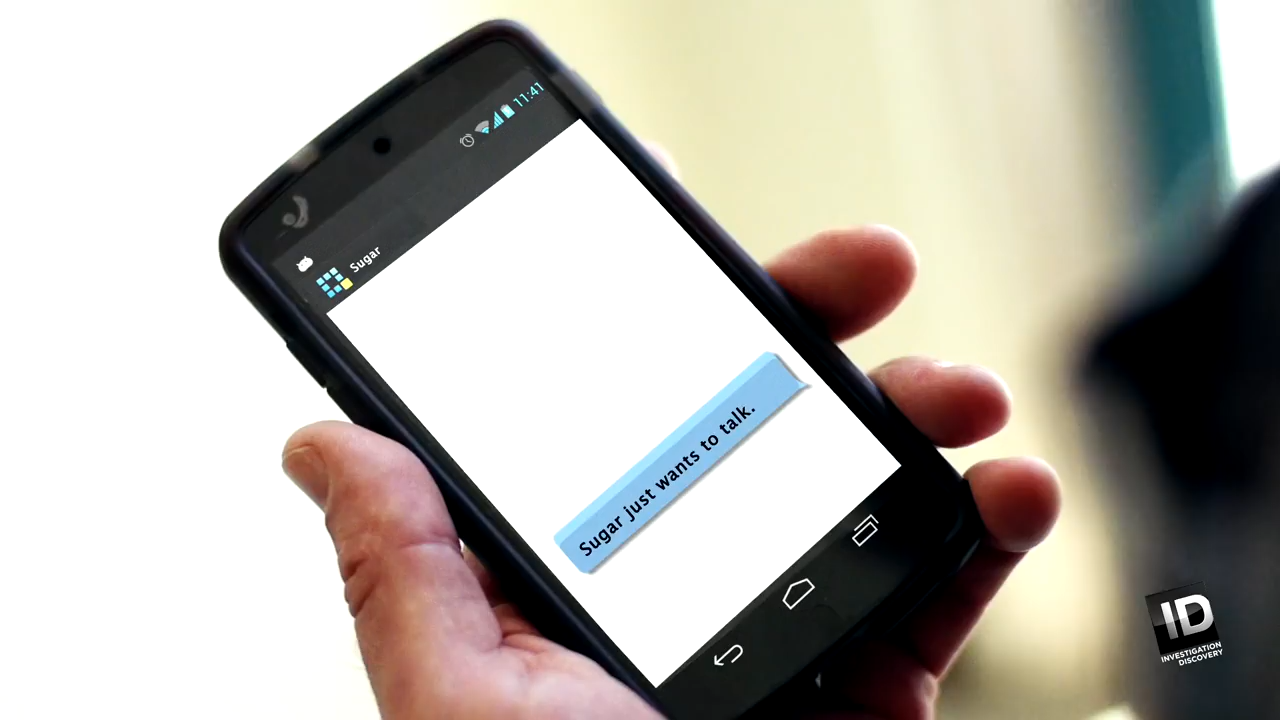 11:41
Sugar
Sugar just wants to talk.
ID
INVESTIGATION
DISCOVERY